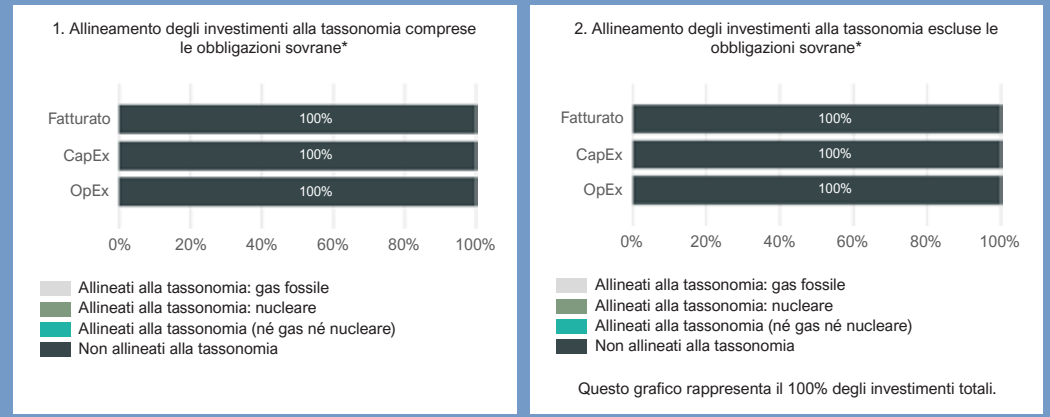 1. Allineamento degli investimenti alla tassonomia comprese
le obbligazioni sovrane*
Fatturato
100%
CapEx
100%
OpEx
100%
0% 20% 40% 60% 80% 100%
Allineati alla tassonomia: gas fossile
Allineati alla tassonomia: nucleare
Allineati alla tassonomia (né gas né nucleare)
Non allineati alla tassonomia
2. Allineamento degli investimenti alla tassonomia escluse le
obbligazioni sovrane*
Fatturato
100%
CapEx
100%
OpEx
100%
0% 20% 40% 60% 80% 100%
Allineati alla tassonomia: gas fossile
Allineati alla tassonomia: nucleare
Allineati alla tassonomia (né gas né nucleare)
Non allineati alla tassonomia
Questo grafico rappresenta il 100% degli investimenti totali.